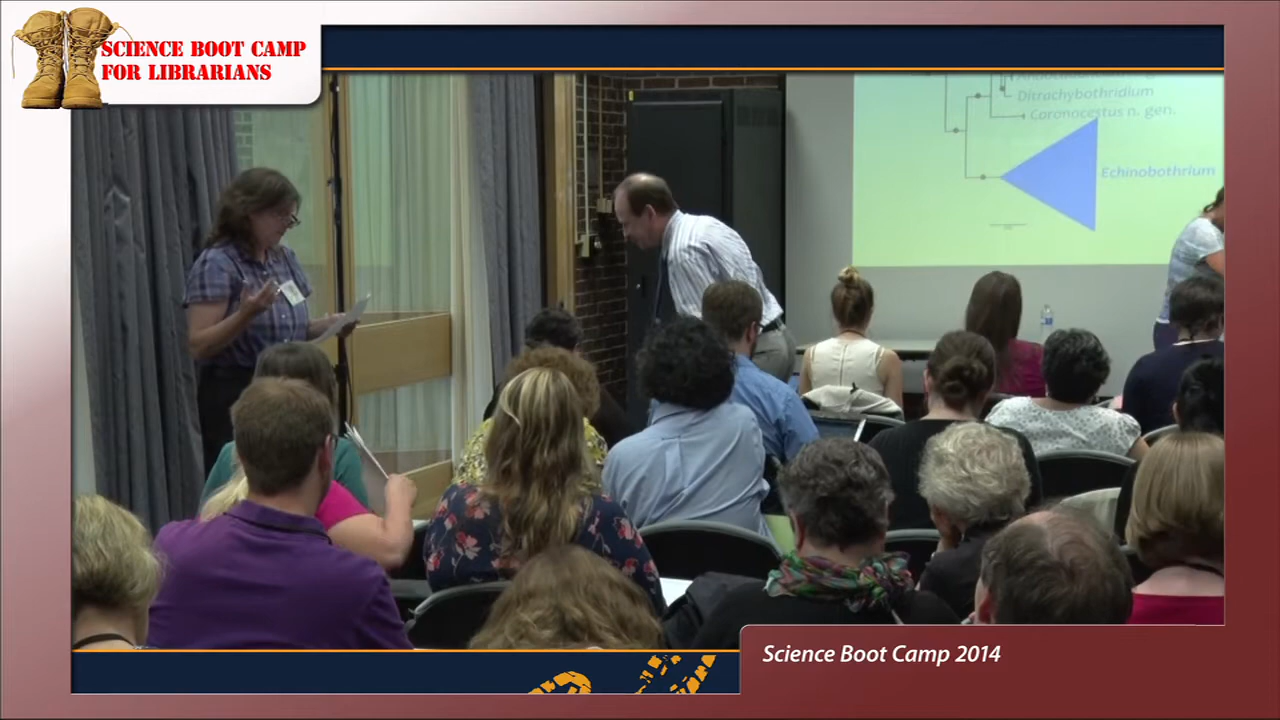 SCIENCE BOOT CAMP
FOR LIBRARIANS
Ditrachybothridium
Coronocestus n. gen.
Echinobothrium
Science Boot Camp 2014